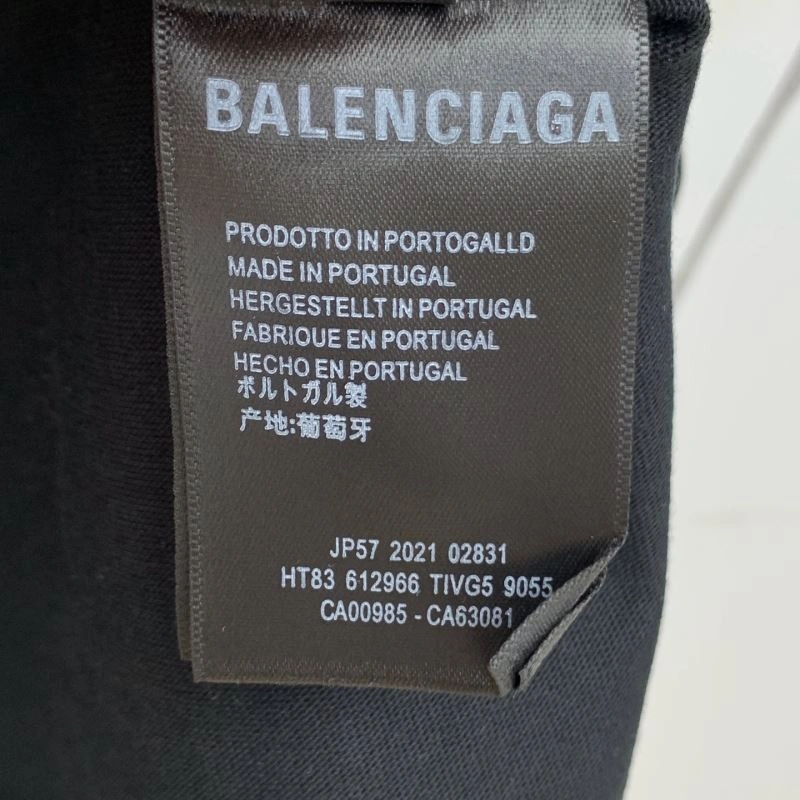 BALENCIAGA
PRODOTTO IN PORTOGALLD
MADE IN PORTUGAL
HERGESTELLT IN PORTUGAL
FABRIOUE EN PORTUGAL
HECHO EN PORTUGAL
ポルトガル製
产地:葡萄牙
JP57 2021 02831
HT83 612966 TIVG5 9055
CA00985 - CA63081